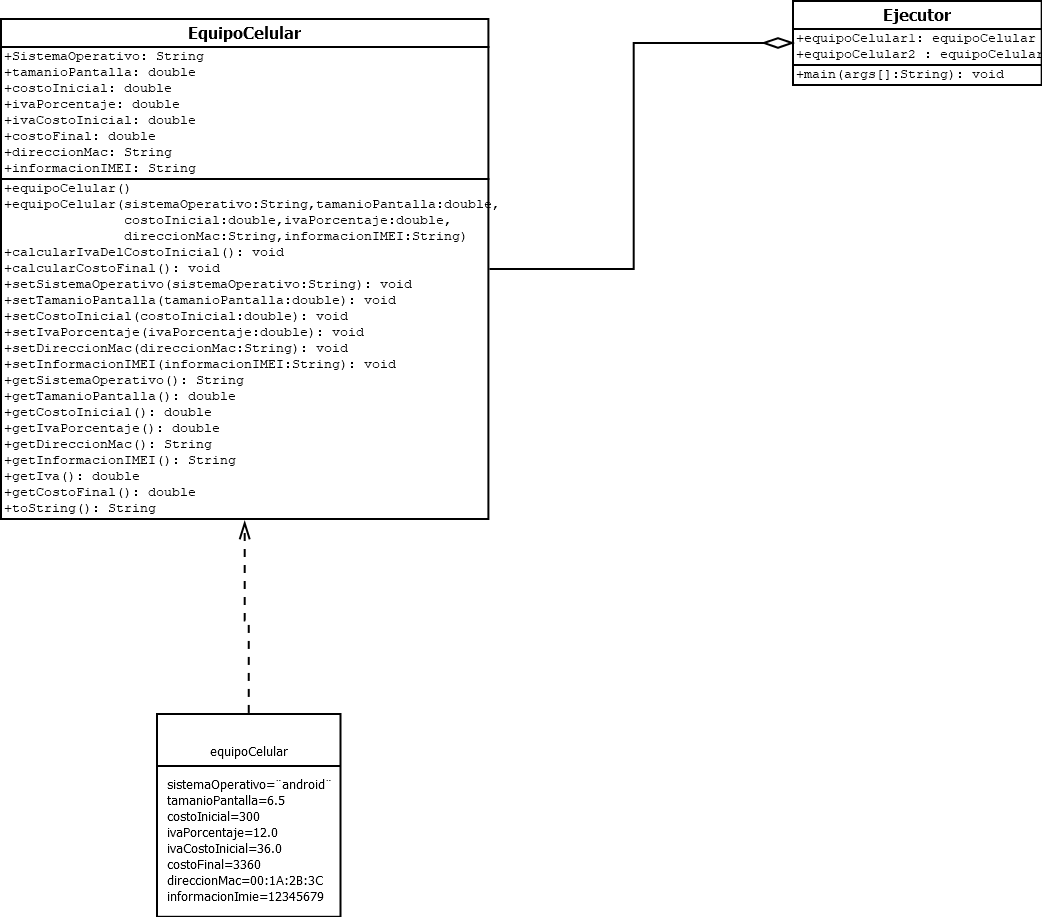 EquipoCelular
+SistemaOperativo: String
+tamanioPantalla: double
+costoInicial: double
+ivaPorcentaje: double
+ivaCostoInicial: double
+costoFinal: double
+direccionMac: String
+informacionIMEI: String
+equipoCelular()
+equipoCelular(sistemaOperativo:String,tamanioPantalla:double,
costoInicial:double,ivaPorcentaje:double,
direccionMac:String,informacionIMEI:String)
+calcularIvaDelCostoInicial(): void
+calcularCostoFinal(): void
+setSistemaOperativo(sistemaOperativo:String): void
+setTamanioPantalla(tamanioPantalla:double): void
+setCostoInicial(costoInicial:double): void
+setIvaPorcentaje(ivaPorcentaje:double): void
+setDireccionMac(direccionMac:String): void
+setInformacionIMEI(informacionIMEI:String): void
+getSistemaOperativo(): String
+getTamanioPantalla(): double
+getCostoInicial(): double
+getIvaPorcentaje(): double
+getDireccionMac(): String
+getInformacionIMEI(): String
+getIva(): double
+getCostoFinal(): double
+toString(): String
Ejecutor
+equipoCelular1: equipoCelular
+equipoCelular2 : equipoCelular
+main(args[]:String): void
equipoCelular
sistemaOperativo=¨android¨
tamanioPantalla=6.5
costoInicial=300
ivaPorcentaje=12.0
ivaCostoInicial=36.0
costoFinal=3360
direccionMac=00:1A:2B:3C
informacionImie=12345679